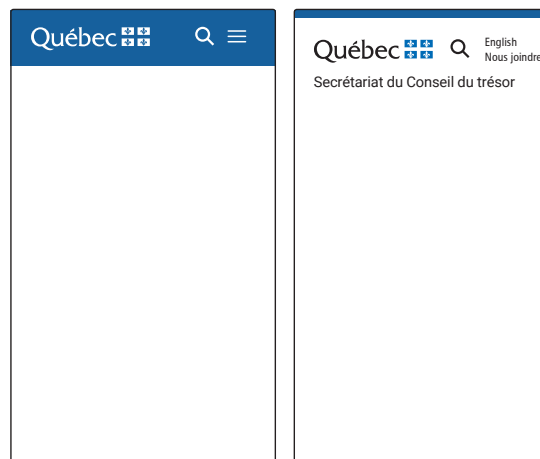 Québec
Québec
English
Nous joindre
Secrétariat du Conseil du trésor